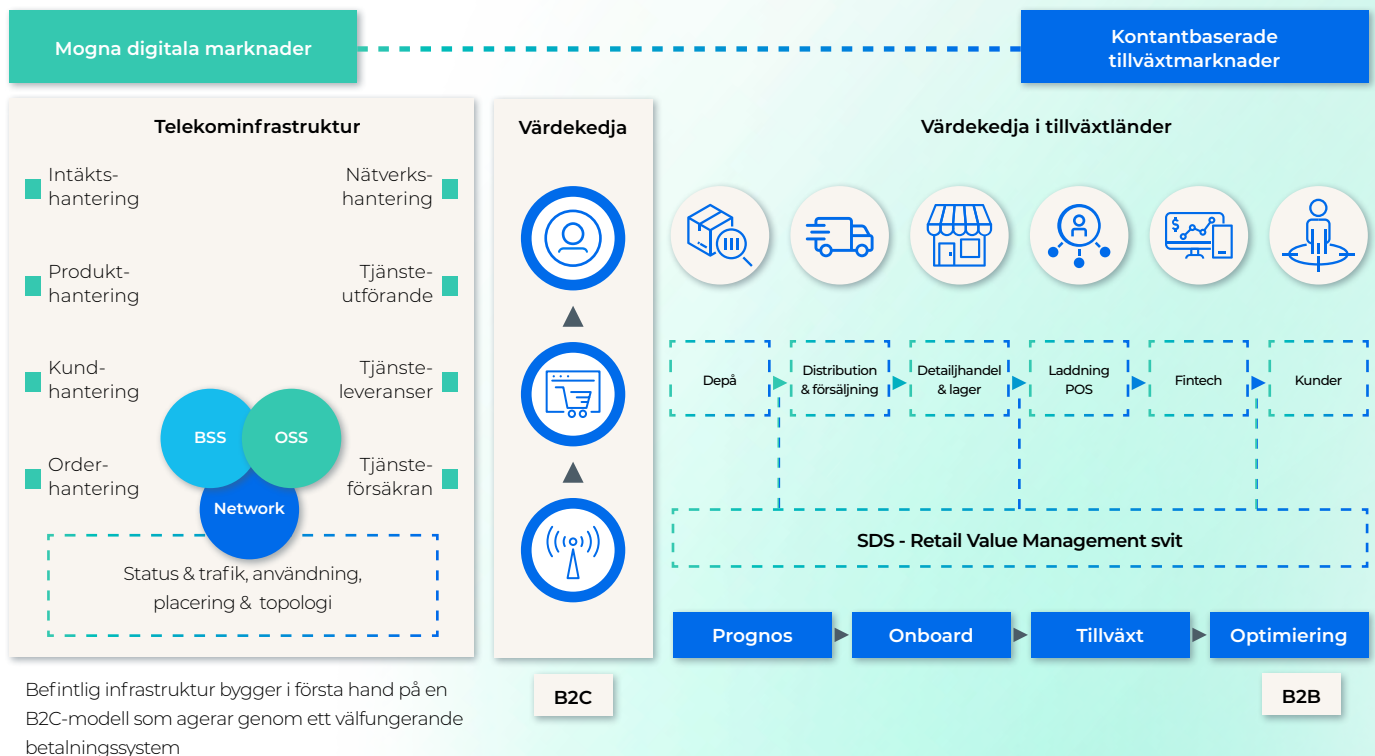 Mogna digitala marknader
Kontantbaserade
tillväxtmarknader
Telekominfrastruktur
Intäkts-
hantering
Nätverks-
hantering
Produkt-
hantering
Tjänste-
utförande
Kund-
hantering
Tjänste-
leveranser
Order-
hantering
Tjänste-
försäkran
BSS
OSS
Network
Status & trafik, användning,
placering & topologi
Befintlig infrastruktur bygger i första hand på en
B2C-modell som agerar genom ett välfungerande
betalningssystem
Värdekedja
B2C
Värdekedja i tillväxtländer
$
Depå
Distribution
& försäljning
Detailjhandel
& lager
Laddning
POS
Fintech
Kunder
SDS - Retail Value Management svit
Prognos
Onboard
Tillväxt
Optimiering
B2B